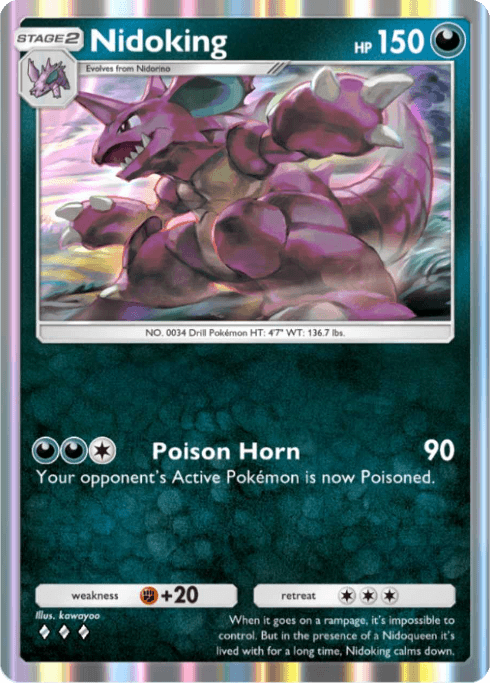 STAGE 2 Nidoking HP 150
Evolves from Nidorino
NO. 0034 Drill Pokémon HT: 4'7" WT: 136.7 lbs.
Poison Horn 90
Your opponent's Active Pokémon is now Poisoned.
weakness +20 retreat
Illus. kawayoo
When it goes on a rampage, it's impossible to
control. But in the presence of a Nidoqueen it's
lived with for a long time, Nidoking calms down.